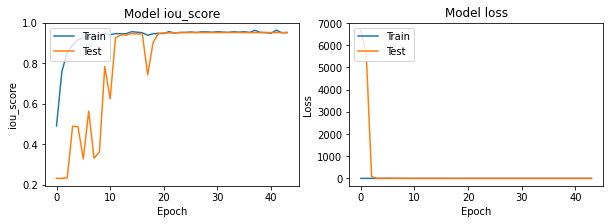 Model iou_score
Train
Test
1.0
0.8
0.6
0.4
0.2
iou_score
0
10
20
30
40
Epoch
Model loss
Train
Test
7000
6000
5000
4000
3000
2000
1000
0
Loss
0
10
20
30
40
Epoch